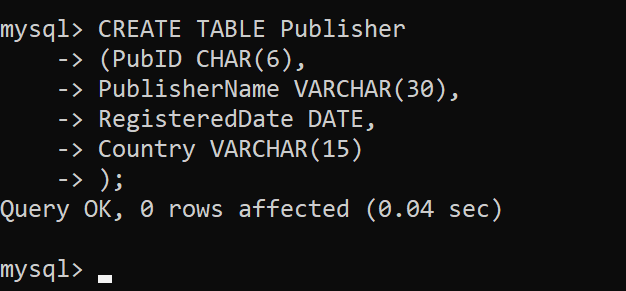 mysql> CREATE TABLE Publisher
    -> (PubID CHAR(6),
    -> PublisherName VARCHAR(30),
    -> RegisteredDate DATE,
    -> Country VARCHAR(15)
    -> );
Query OK, 0 rows affected (0.04 sec)

mysql>